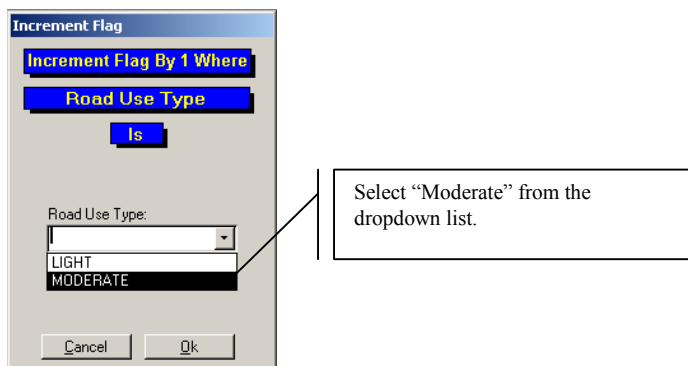 Increment Flag
Increment Flag By 1 Where
Road Use Type
Is
Road Use Type:
LIGHT
MODERATE
Cancel
Ok
Select “Moderate” from the
dropdown list.